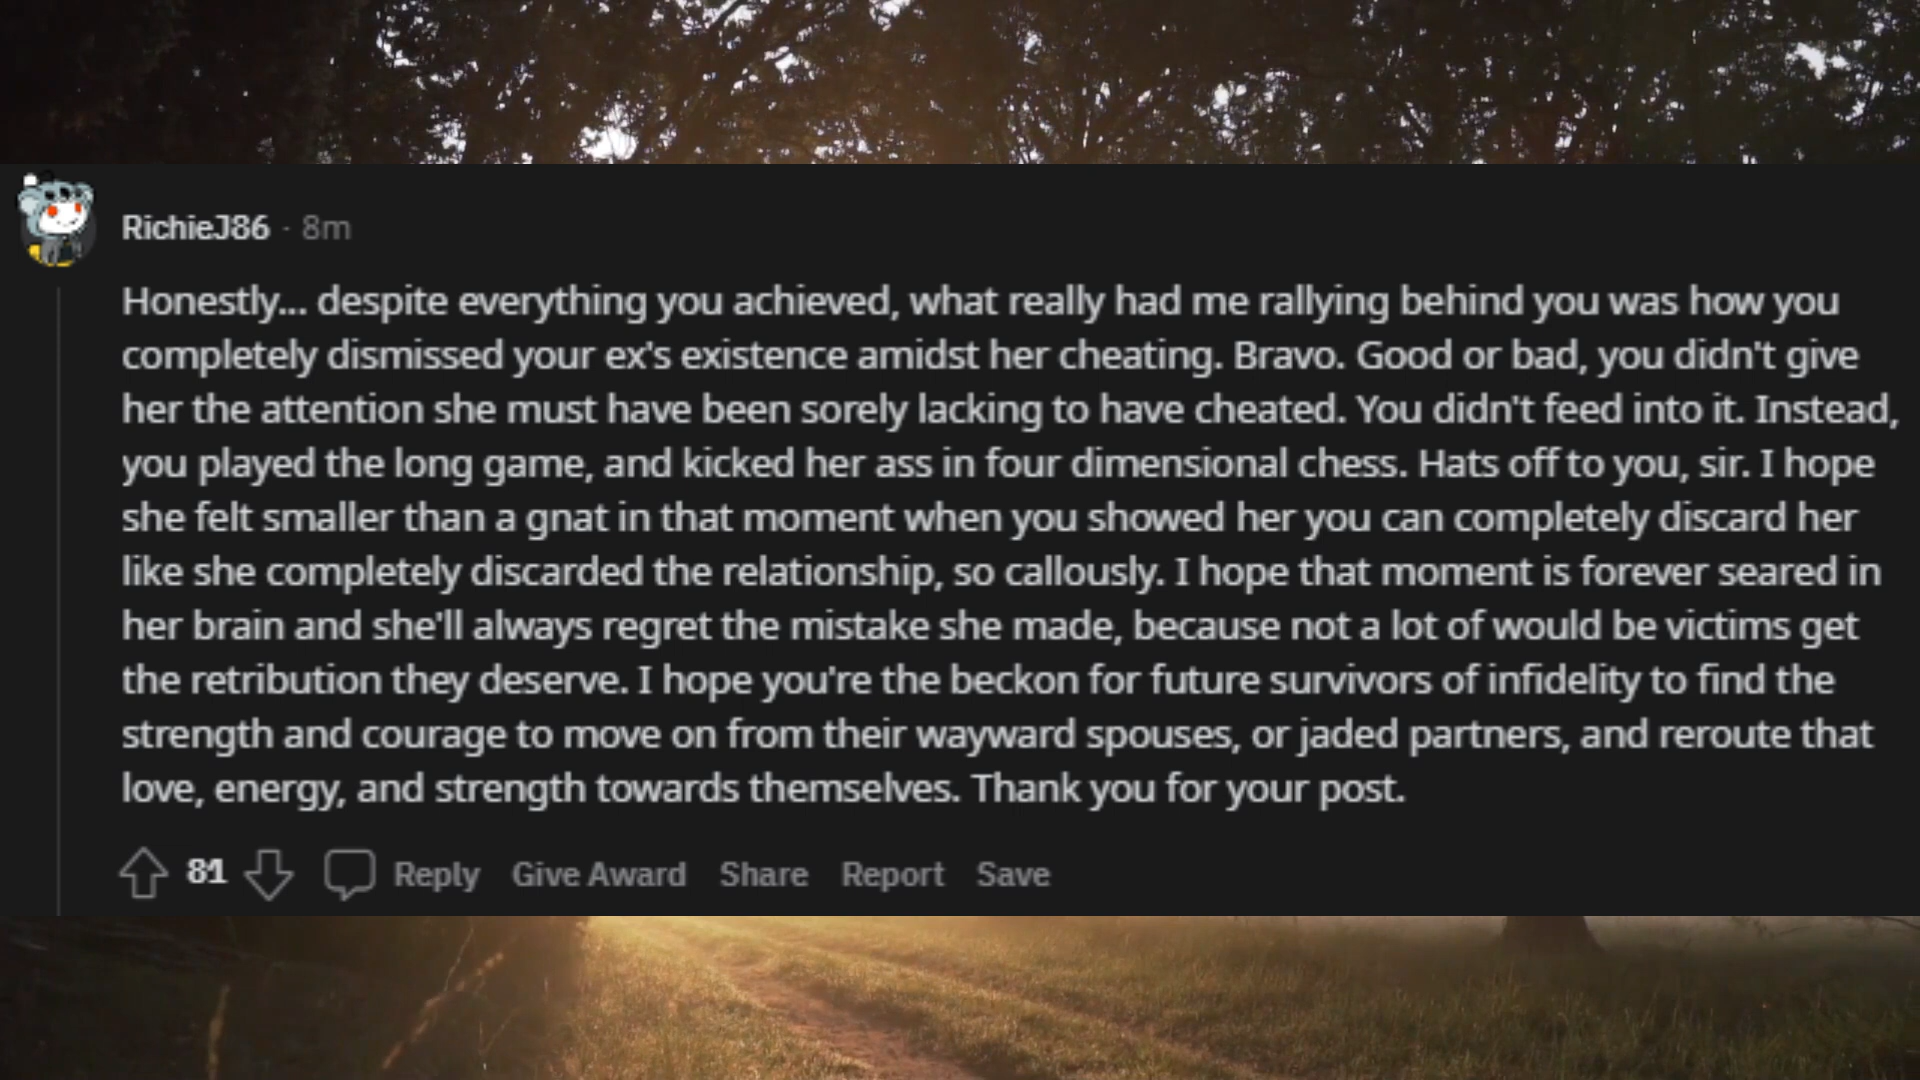 RichieJ86 · 8m
Honestly... despite everything you achieved, what really had me rallying behind you was how you
completely dismissed your ex's existence amidst her cheating. Bravo. Good or bad, you didn't give
her the attention she must have been sorely lacking to have cheated. You didn't feed into it. Instead,
you played the long game, and kicked her ass in four dimensional chess. Hats off to you, sir. I hope
she felt smaller than a gnat in that moment when you showed her you can completely discard her
like she completely discarded the relationship, so callously. I hope that moment is forever seared in
her brain and she'll always regret the mistake she made, because not a lot of would be victims get
the retribution they deserve. I hope you're the beckon for future survivors of infidelity to find the
strength and courage to move on from their wayward spouses, or jaded partners, and reroute that
love, energy, and strength towards themselves. Thank you for your post.
81 Reply Give Award Share Report Save